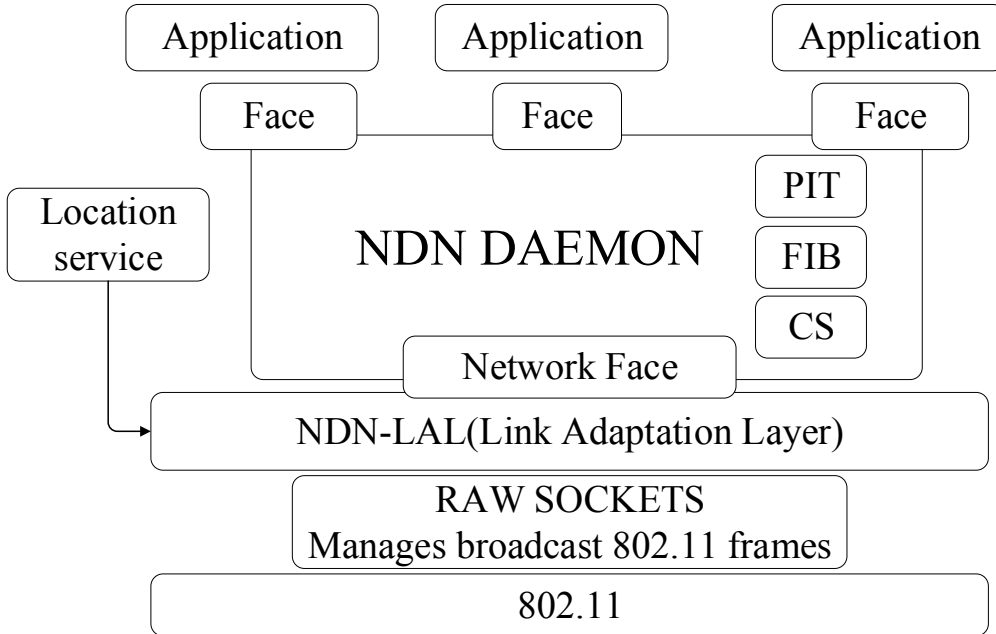 Application
Application
Application
Face
Face
Face
PIT
Location
service
NDN DAEMON
FIB
CS
Network Face
NDN-LAL(Link Adaptation Layer)
RAW SOCKETS
Manages broadcast 802.11 frames
802.11